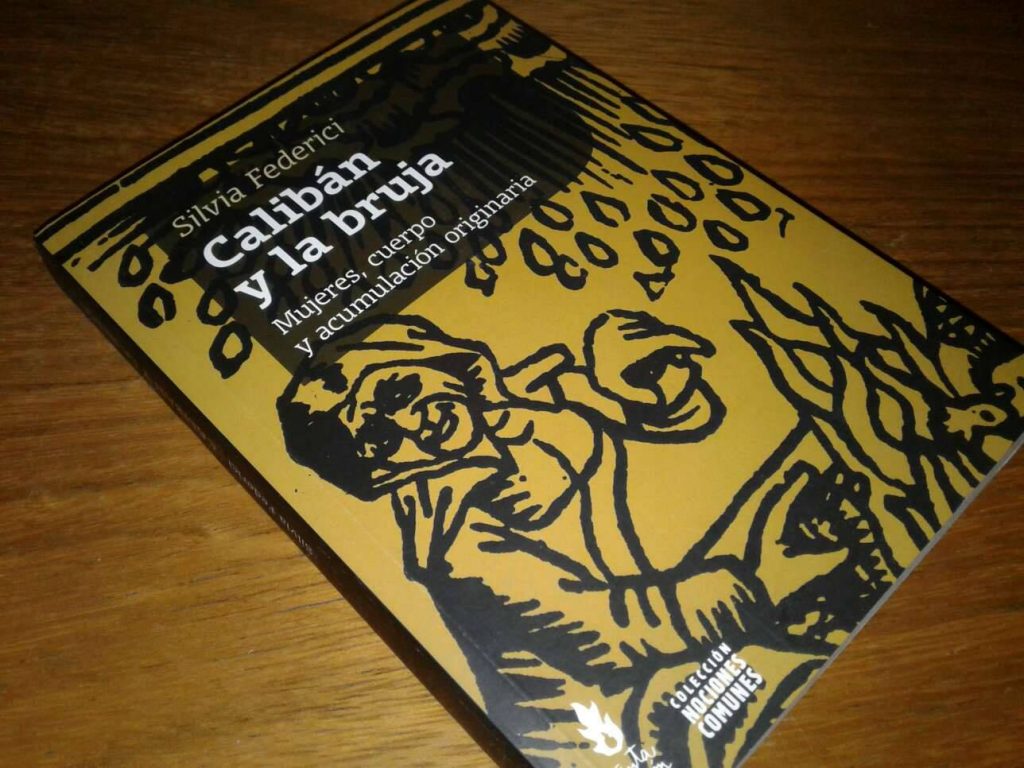 Silvia Federici
Calibán
y la bruja
Mujeres, cuerpo
y acumulación originaria
COLECCIÓN
NOCIONES
COMUNES